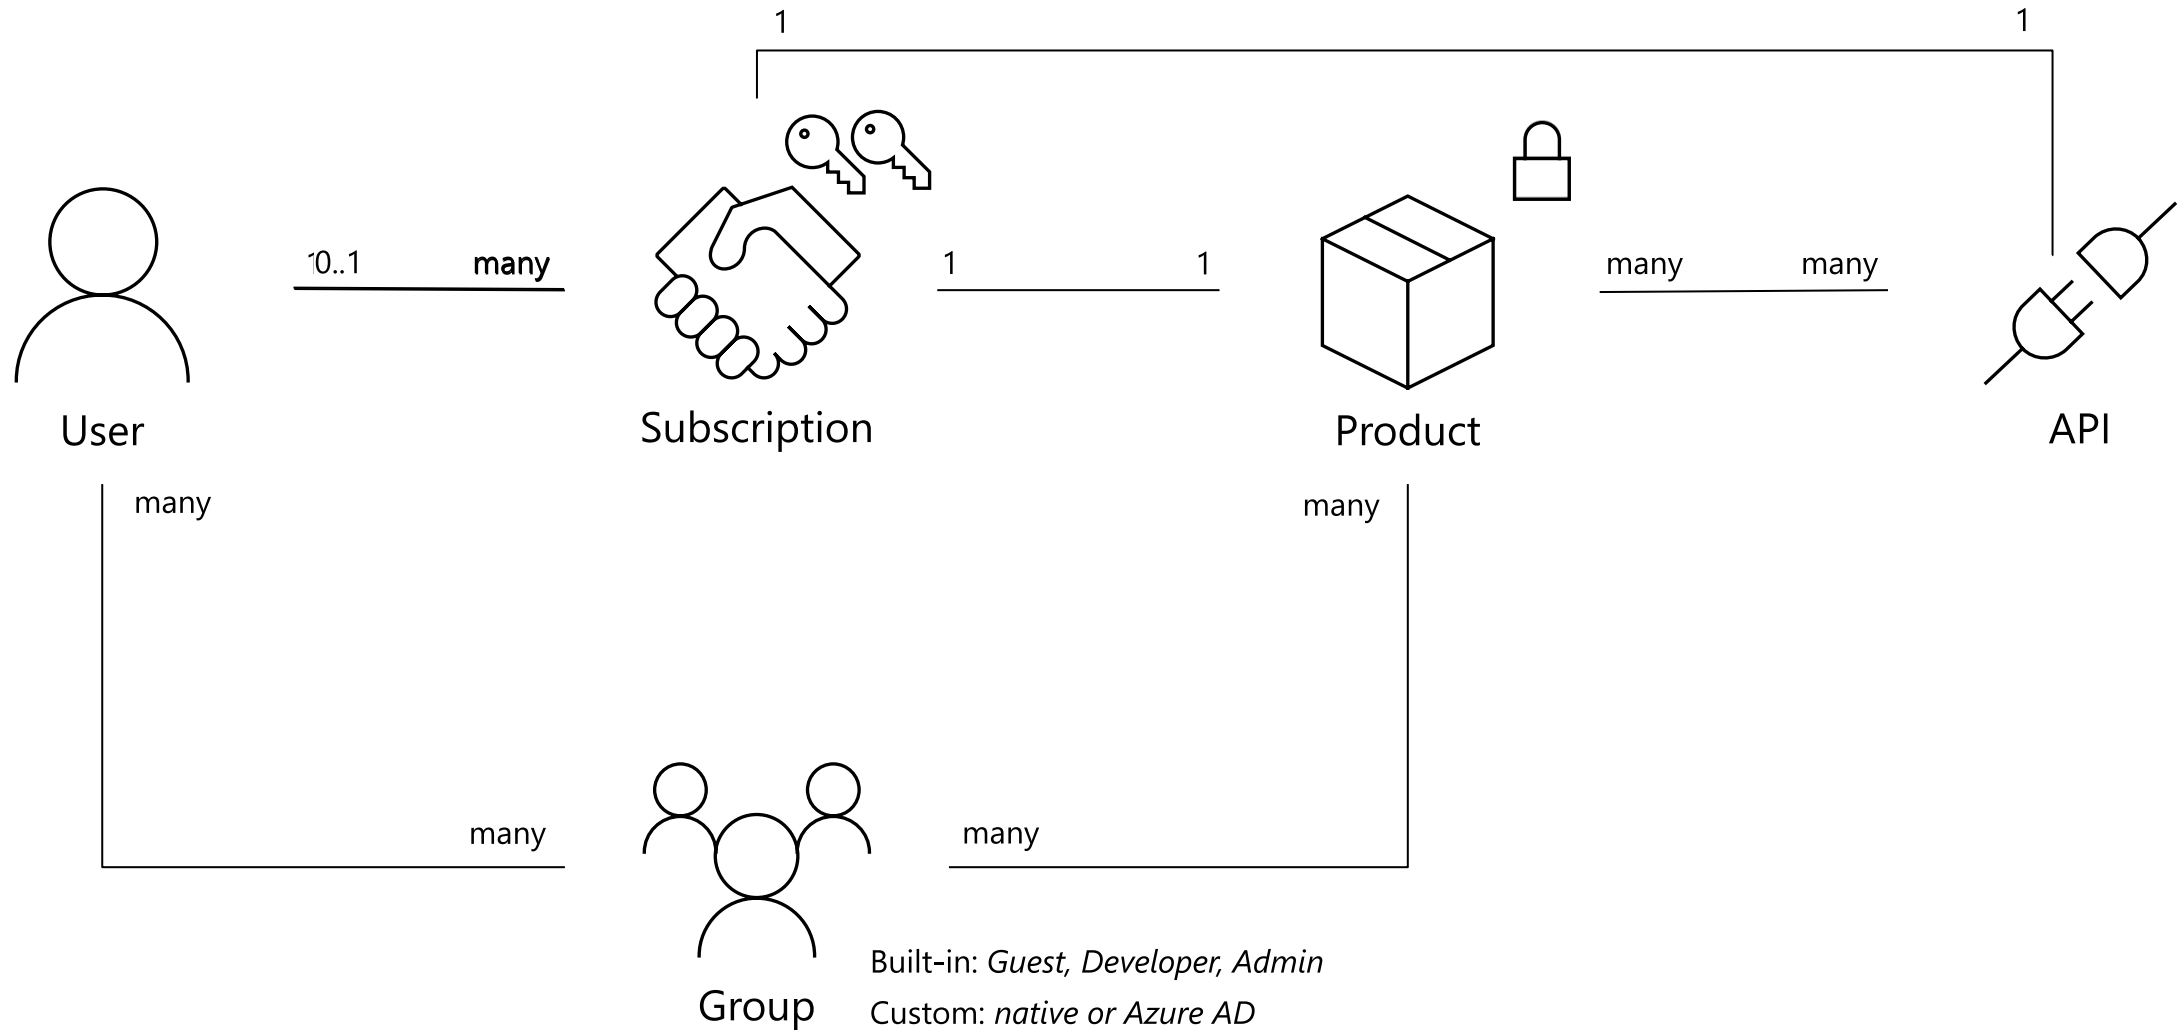 1
1
0..1
many
1
1
many
many
User
Subscription
Product
API
many
many
many
many
Built-in: Guest, Developer, Admin
Group
Custom: native or Azure AD